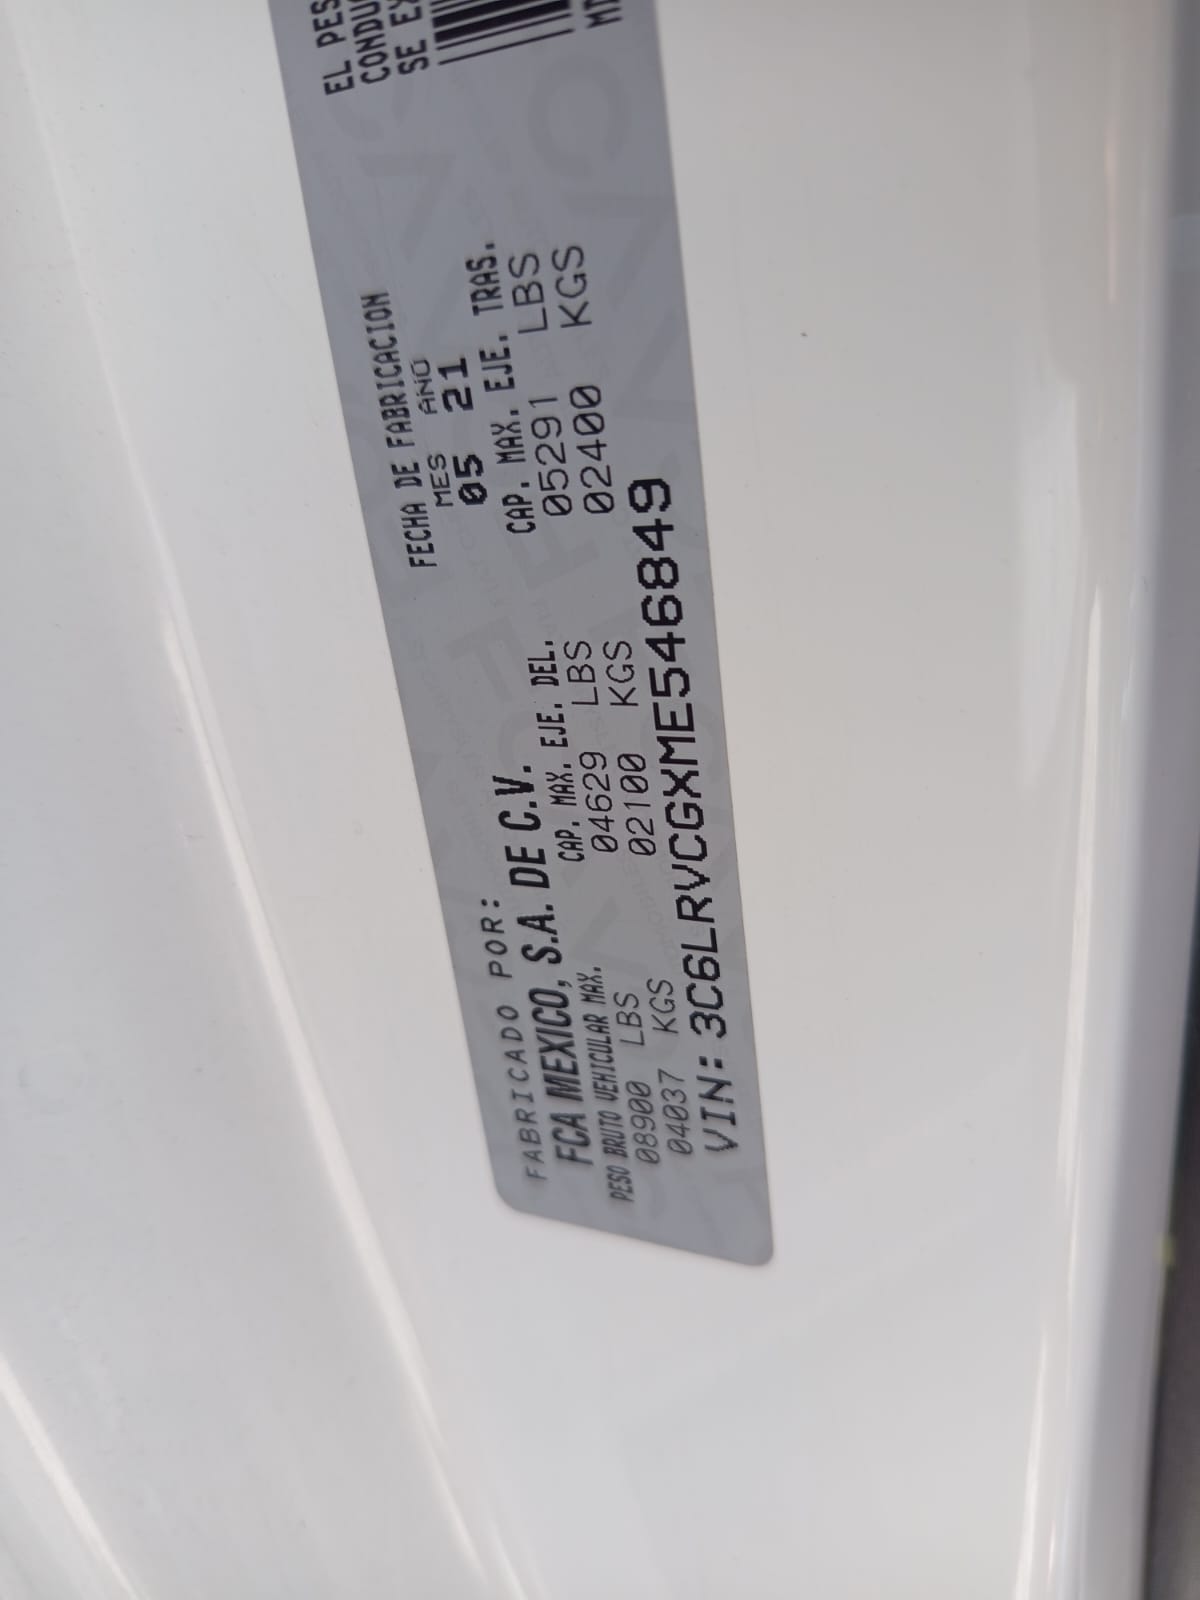 FABRICADO POR:
FCA MEXICO, S.A. DE C.V.
FECHA DE FABRICACION
MES AÑO
05 21
PESO BRUTO VEHICULAR MAX.
08900 LBS
04037 KGS
CAP. MAX. EJE. DEL.
04629 LBS
02100 KGS
CAP. MAX. EJE. TRAS.
05291 LBS
02400 KGS
VIN: 3C6LRVCGXME546849
EL PES
CONDU
SE EX